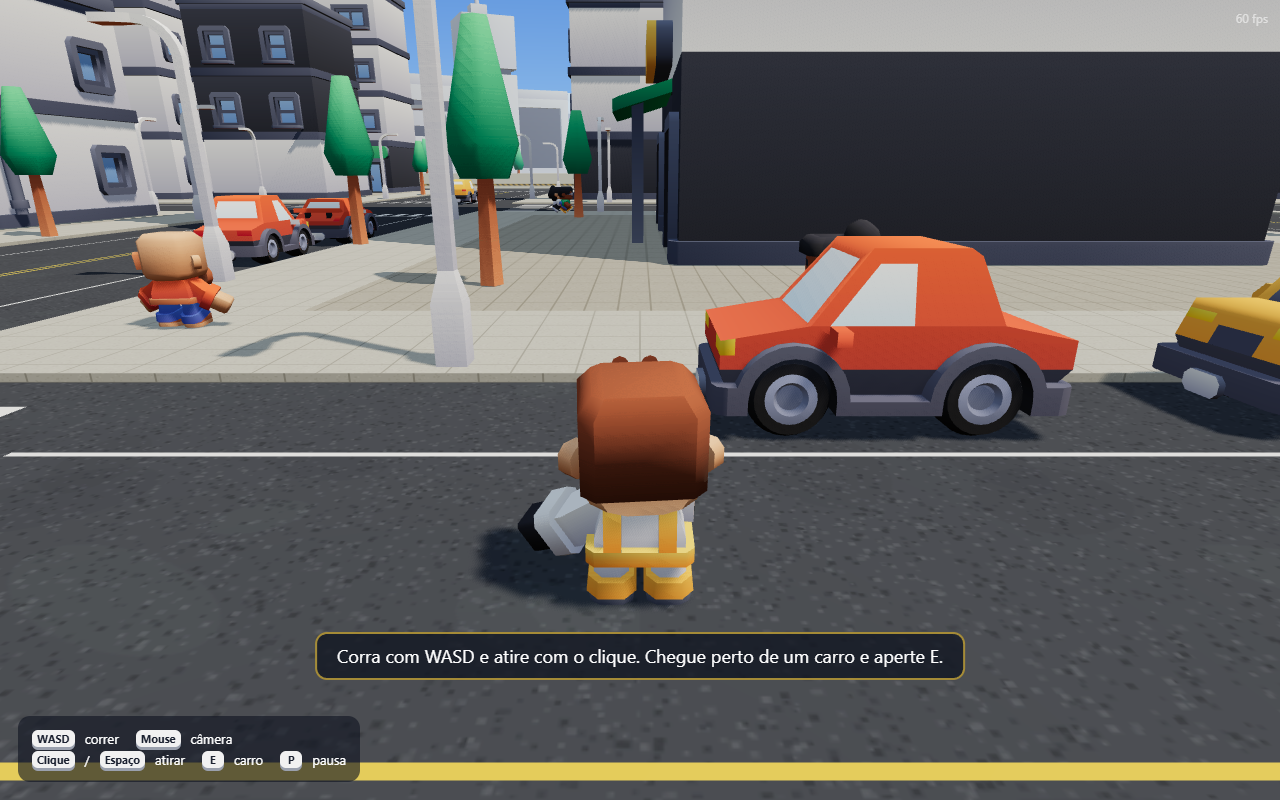 60 fps
Corra com WASD e atire com o clique. Chegue perto de um carro e aperte E.
WASD correr Mouse câmera
Clique / Espaço atirar E carro P pausa